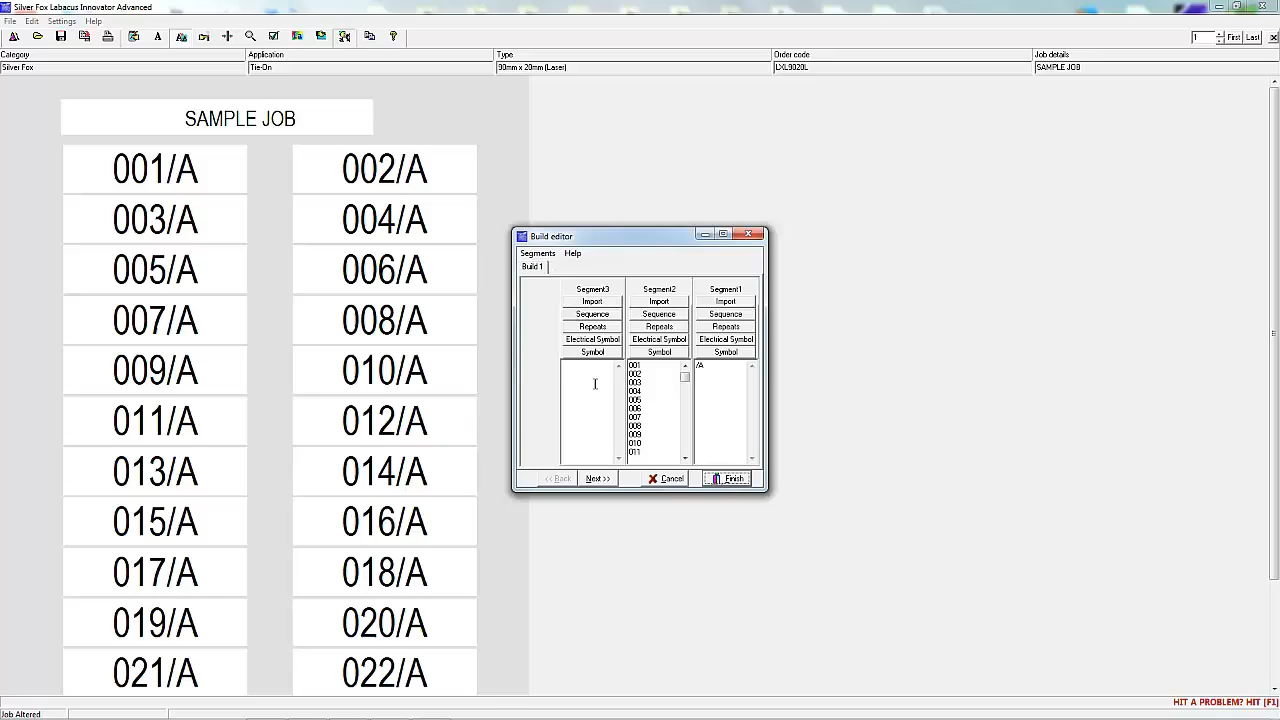 Silver Fox Labacus Innovator Advanced
File Edit Settings Help
1 First Last
Category Application Type Order code Job details
Silver Fox Tie-On 90mm x 20mm (Laser) LXL9020L SAMPLE JOB
SAMPLE JOB
001/A 002/A
003/A 004/A
005/A 006/A
007/A 008/A
009/A 010/A
011/A 012/A
013/A 014/A
015/A 016/A
017/A 018/A
019/A 020/A
021/A 022/A
Build editor
Segments Help
Build 1
Segment3 Segment2 Segment1
Import Import Import
Sequence Sequence Sequence
Repeats Repeats Repeats
Electrical Symbol Electrical Symbol Electrical Symbol
Symbol Symbol Symbol
001 /A
002
003
004
005
006
007
008
009
010
011
<< Back Next >> Cancel Finish
HIT A PROBLEM? HIT [F1]
Job Altered